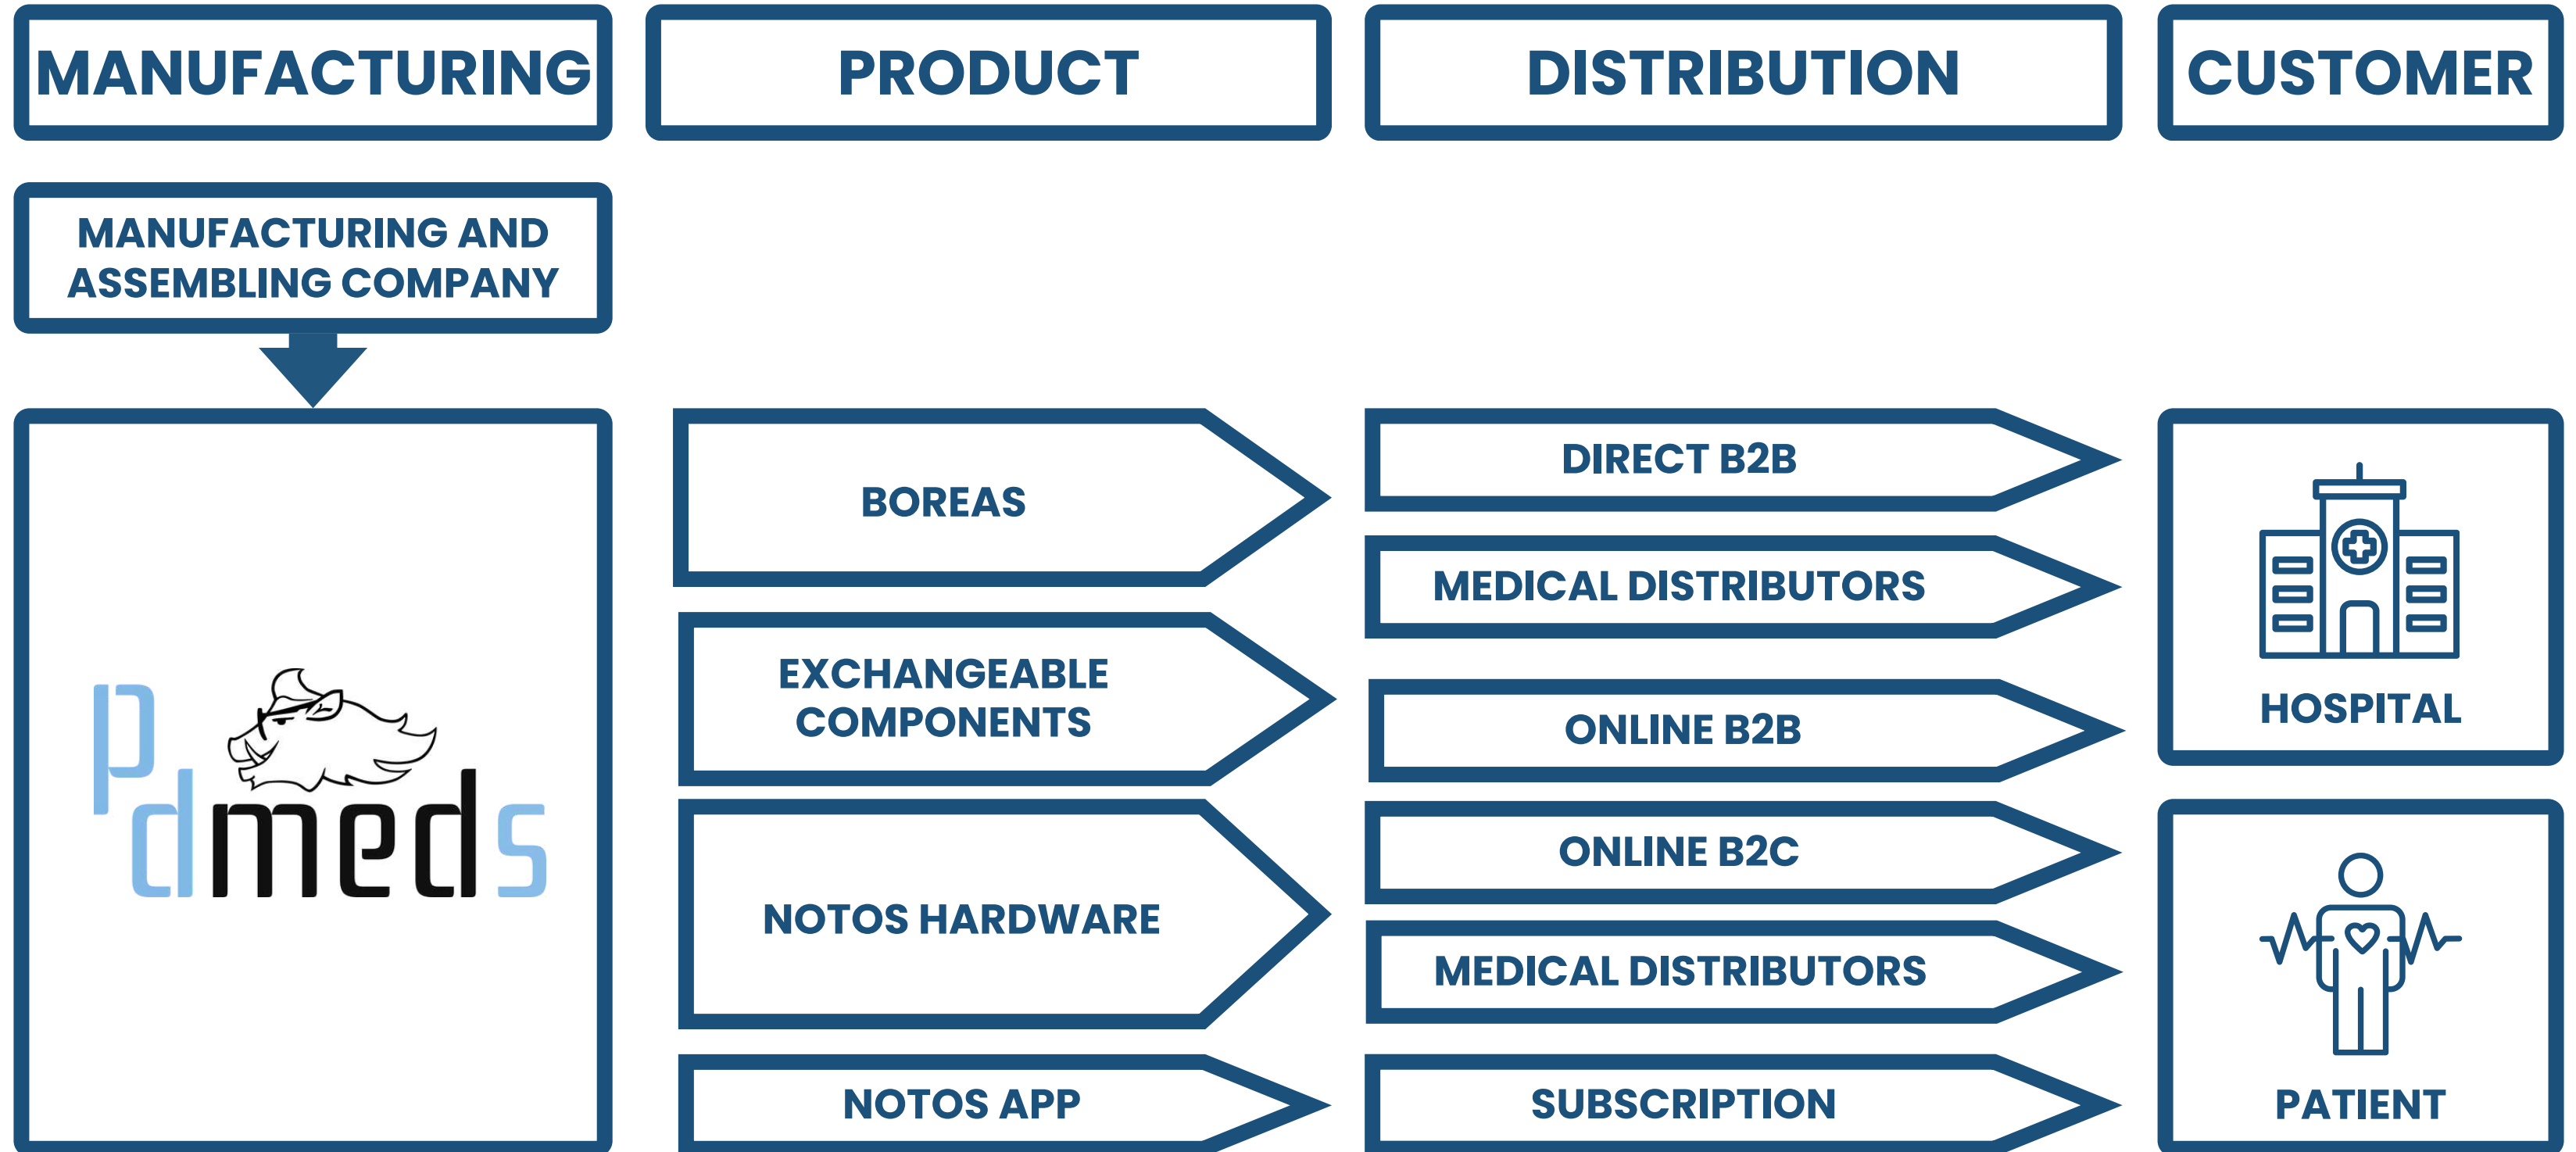 MANUFACTURING
PRODUCT
DISTRIBUTION
CUSTOMER
MANUFACTURING AND
ASSEMBLING COMPANY
Pdmeds
BOREAS
EXCHANGEABLE
COMPONENTS
NOTOS HARDWARE
NOTOS APP
DIRECT B2B
MEDICAL DISTRIBUTORS
ONLINE B2B
ONLINE B2C
MEDICAL DISTRIBUTORS
SUBSCRIPTION
HOSPITAL
PATIENT